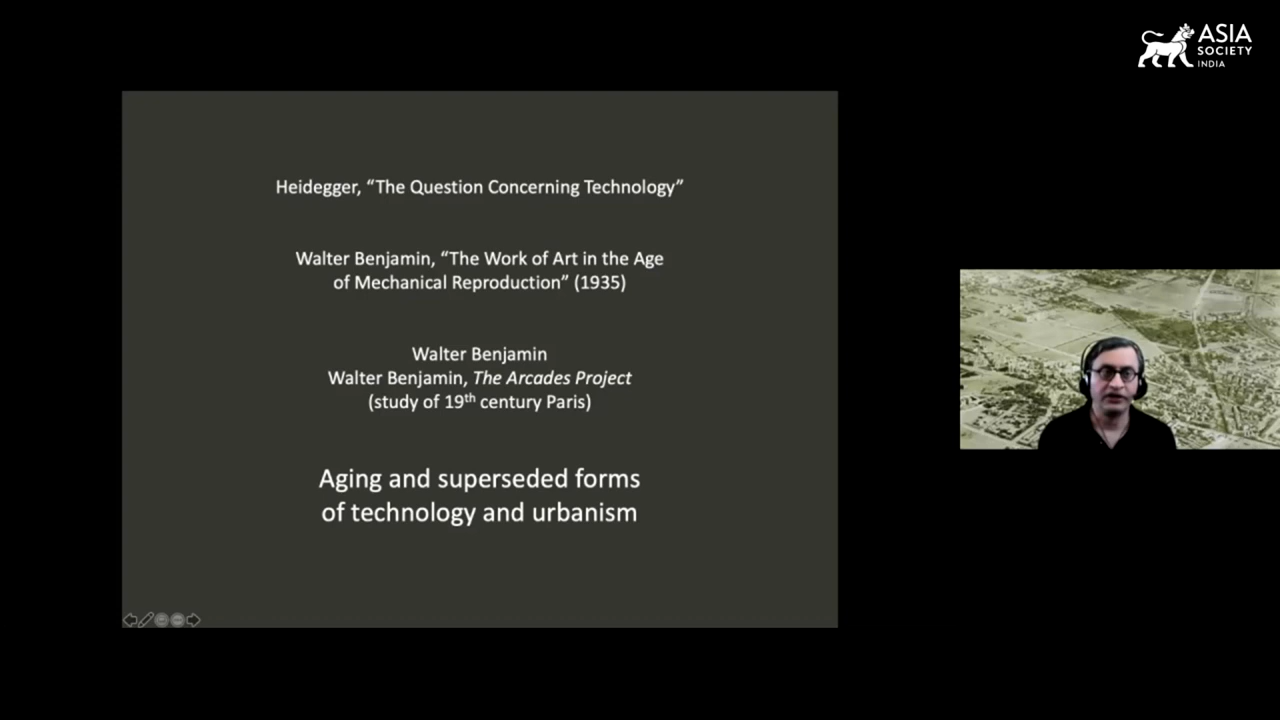 ASIA
SOCIETY
INDIA
Heidegger, “The Question Concerning Technology”
Walter Benjamin, “The Work of Art in the Age
of Mechanical Reproduction” (1935)
Walter Benjamin
Walter Benjamin, The Arcades Project
(study of 19th century Paris)
Aging and superseded forms
of technology and urbanism